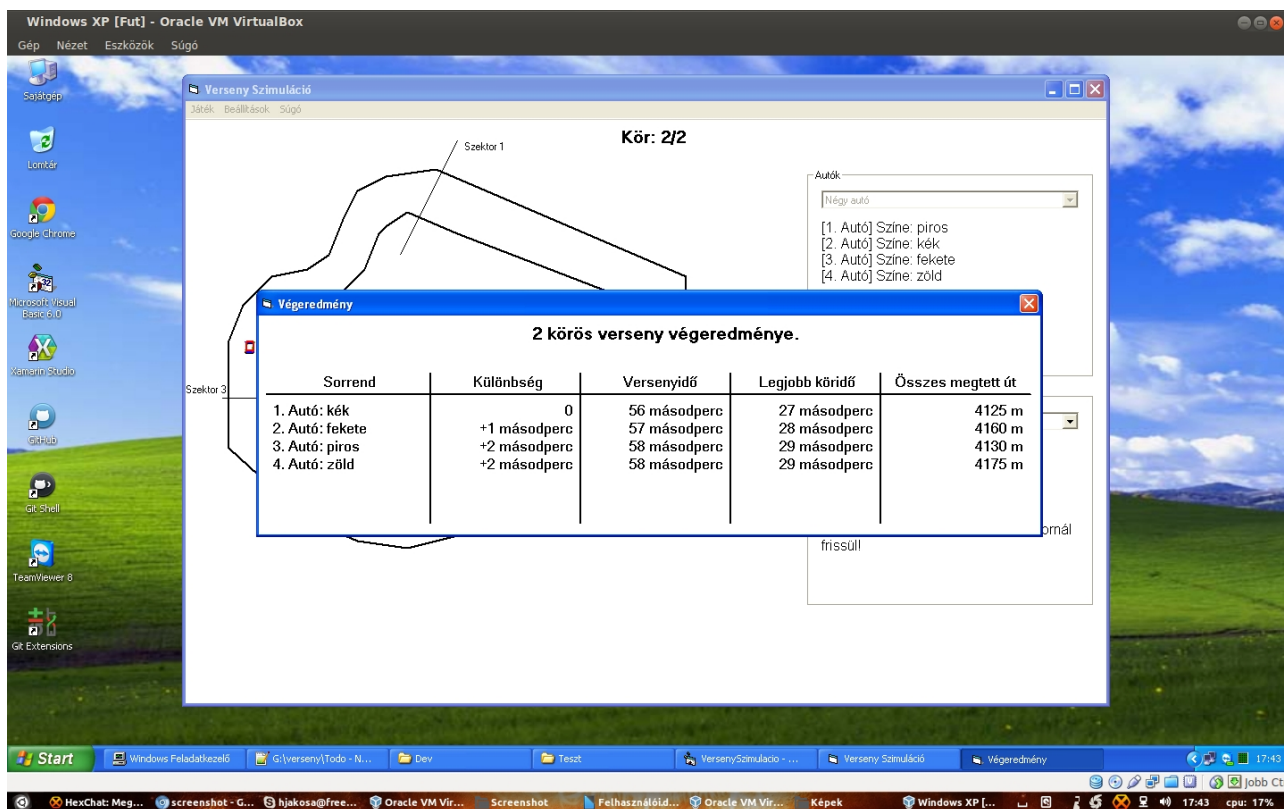 Windows XP [Fut] - Oracle VM VirtualBox
Gép Nézet Eszközök Súgó
Sajátgép
Lomtár
Google Chrome
Microsoft Visual
Basic 6.0
Xamarin Studio
GitHub
Git Shell
TeamViewer 8
Git Extensions
Verseny Szimuláció
Játék Beállítások Súgó
Kör: 2/2
Szektor 1
Szektor 3
Autók
Négy autó
[1. Autó] Színe: piros
[2. Autó] Színe: kék
[3. Autó] Színe: fekete
[4. Autó] Színe: zöld
Végeredmény
2 körös verseny végeredménye.
Sorrend Különbség Versenyidő Legjobb köridő Összes megtett út
1. Autó: kék 0 56 másodperc 27 másodperc 4125 m
2. Autó: fekete +1 másodperc 57 másodperc 28 másodperc 4160 m
3. Autó: piros +2 másodperc 58 másodperc 29 másodperc 4130 m
4. Autó: zöld +2 másodperc 58 másodperc 29 másodperc 4175 m
ornál
frissül!
Start Windows Feladatkezelő G:\verseny\Todo - N... Dev Teszt VersenySzimulacio - ... Verseny Szimuláció Végeredmény 17:43
Jobb Ct
HexChat: Meg... screenshot - G... hjakosa@free... Oracle VM Vir... Screenshot Felhasználói.d... Oracle VM Vir... Képek Windows XP [... 17:43 cpu: 17%